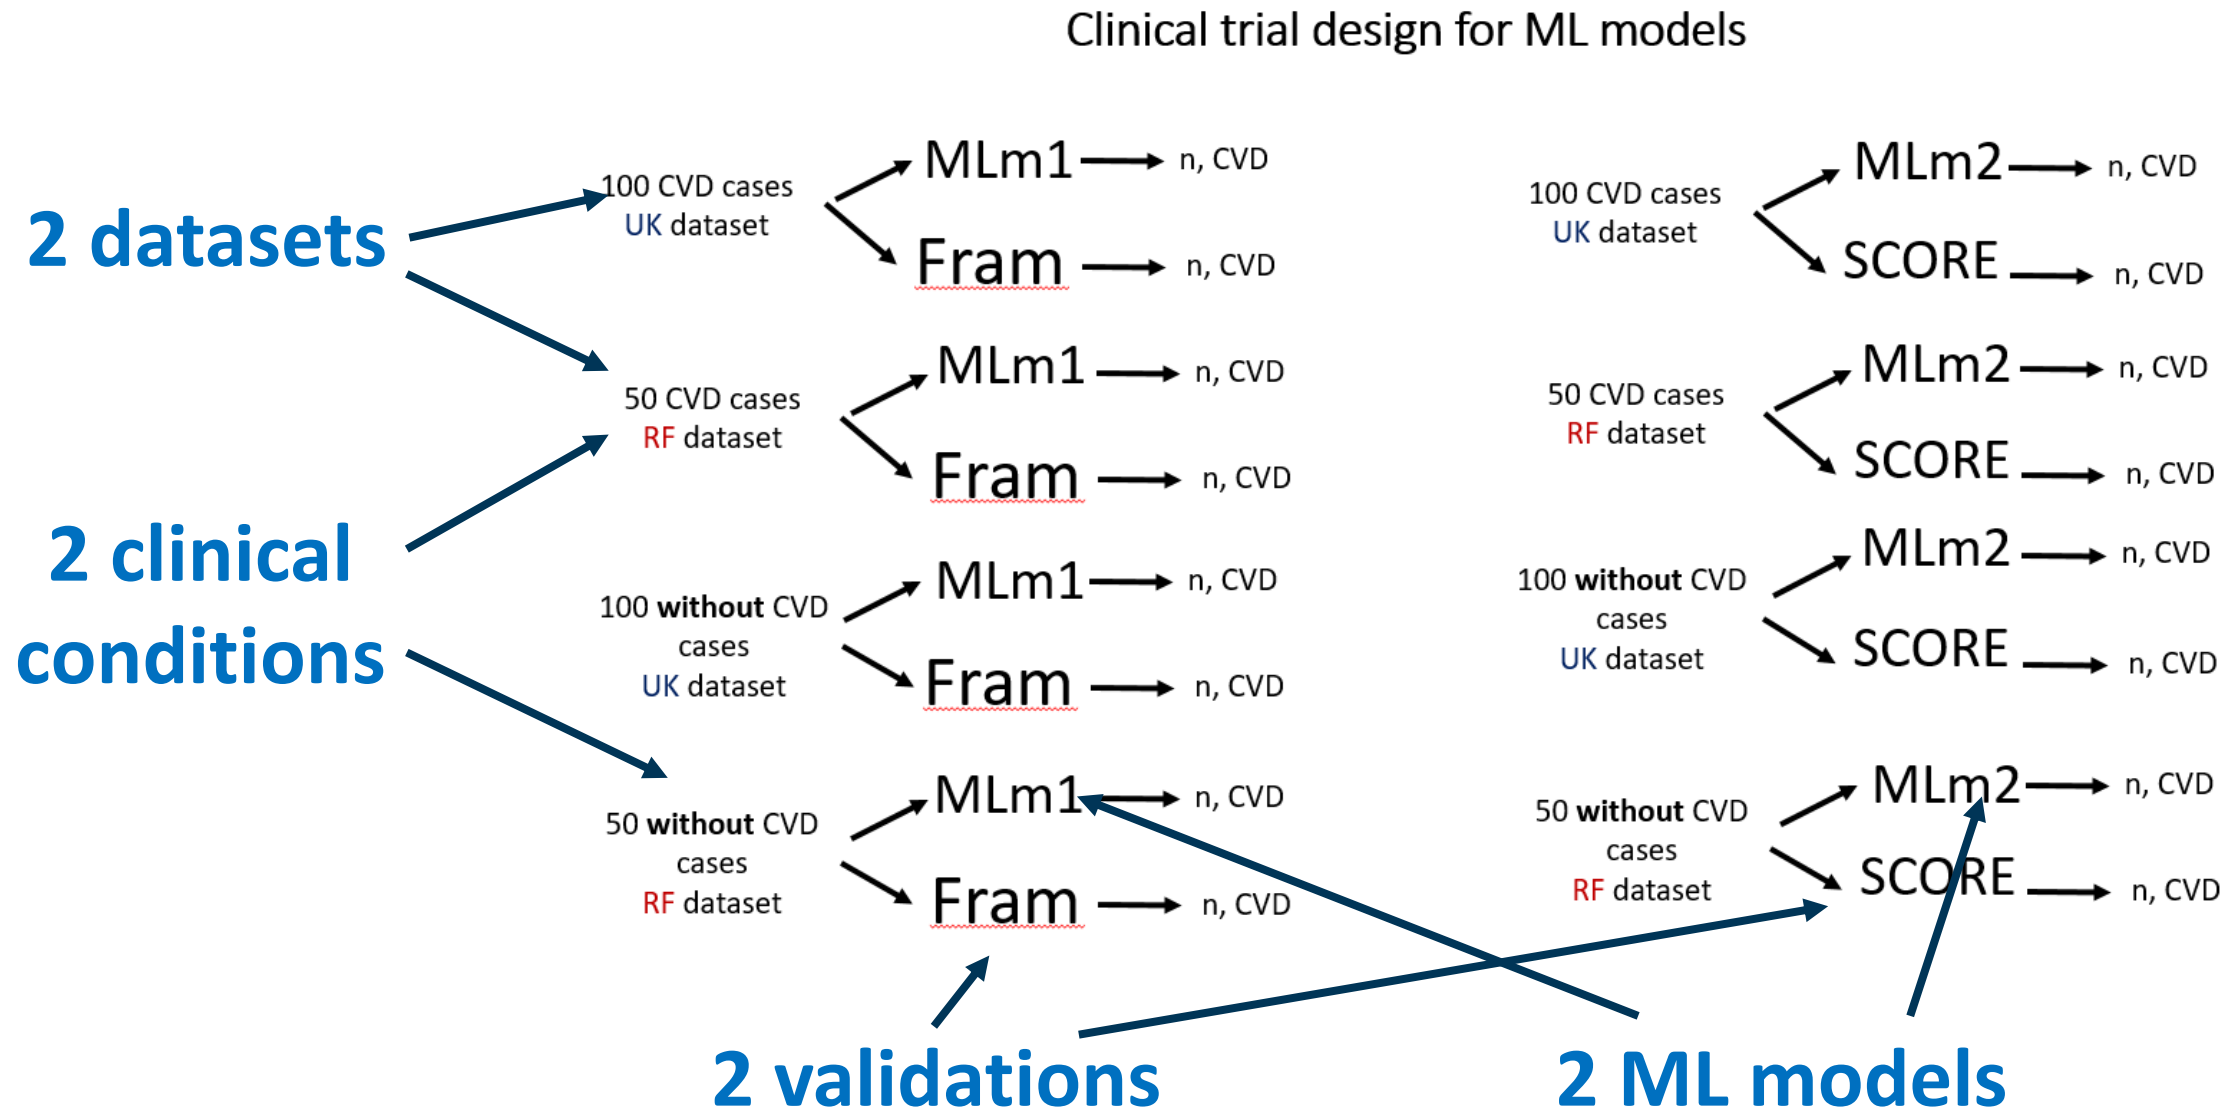 Clinical trial design for ML models
2 datasets
2 clinical
conditions
100 CVD cases
UK dataset
MLm1
n, CVD
Fram
n, CVD
50 CVD cases
RF dataset
MLm1
n, CVD
Fram
n, CVD
100 without CVD
cases
UK dataset
MLm1
n, CVD
Fram
n, CVD
50 without CVD
cases
RF dataset
MLm1
n, CVD
Fram
n, CVD
100 CVD cases
UK dataset
MLm2
n, CVD
SCORE
n, CVD
50 CVD cases
RF dataset
MLm2
n, CVD
SCORE
n, CVD
100 without CVD
cases
UK dataset
MLm2
n, CVD
SCORE
n, CVD
50 without CVD
cases
RF dataset
MLm2
n, CVD
SCORE
n, CVD
2 validations
2 ML models